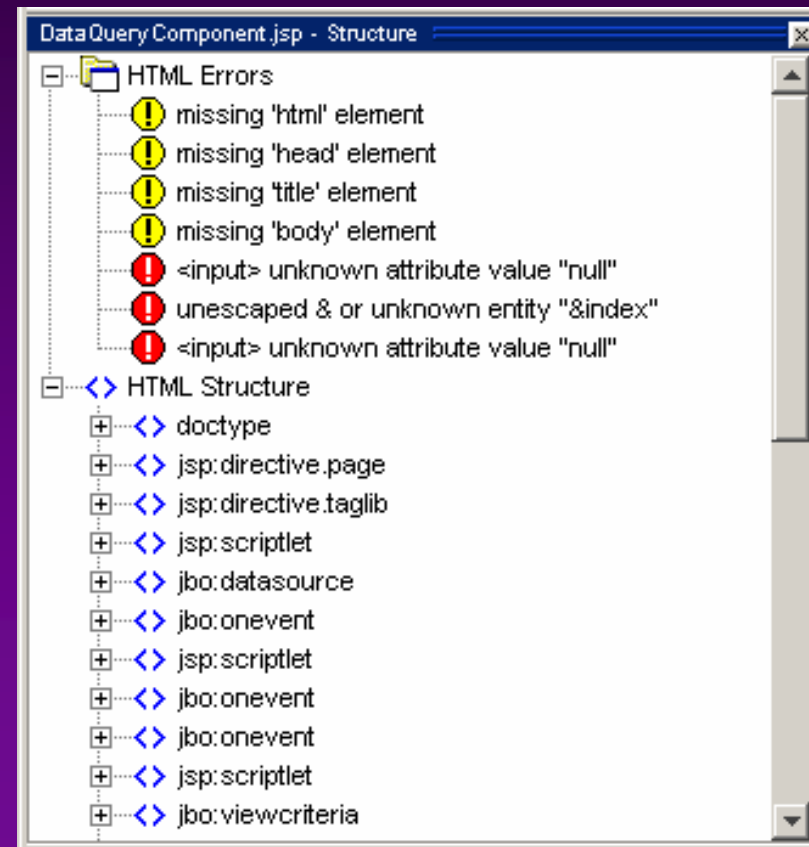 DataQueryComponent.jsp - Structure
HTML Errors
missing 'html' element
missing 'head' element
missing 'title' element
missing 'body' element
<input> unknown attribute value "null"
unescaped & or unknown entity "&index"
<input> unknown attribute value "null"
HTML Structure
doctype
jsp:directive.page
jsp:directive.taglib
jsp:scriptlet
jbo:datasource
jbo:onevent
jsp:scriptlet
jbo:onevent
jbo:onevent
jsp:scriptlet
jbo:viewcriteria